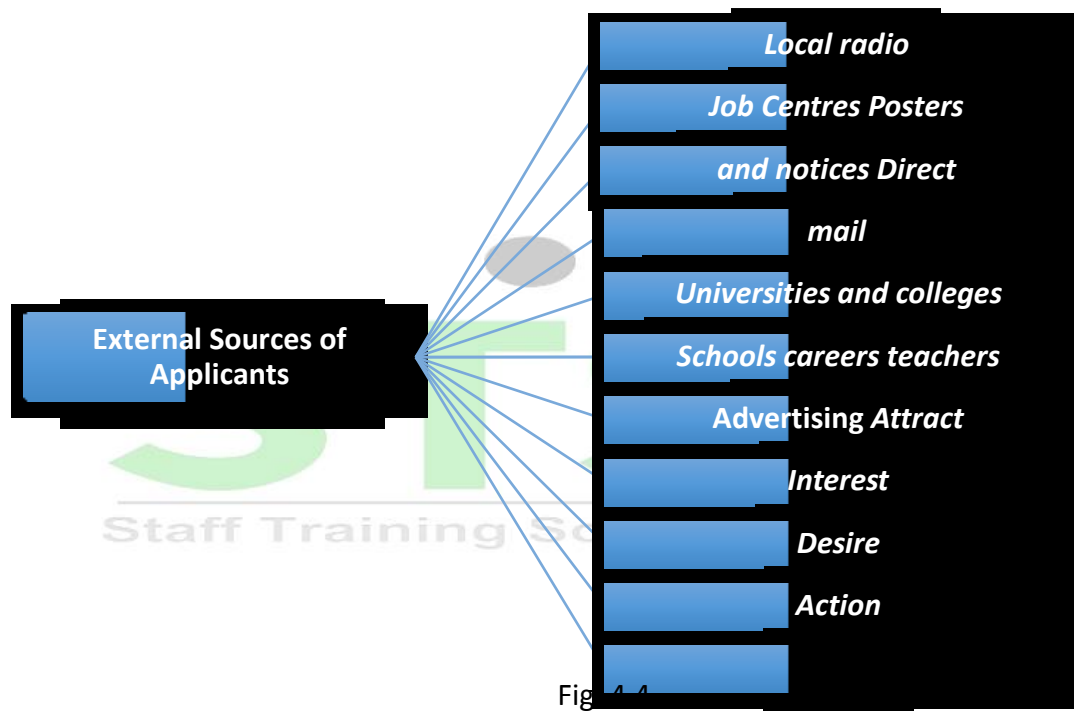 Local radio
Job Centres Posters
and notices Direct
mail
Universities and colleges
Schools careers teachers
Advertising Attract
Interest
Desire
Action
External Sources of
Applicants
Staff Training
Fig